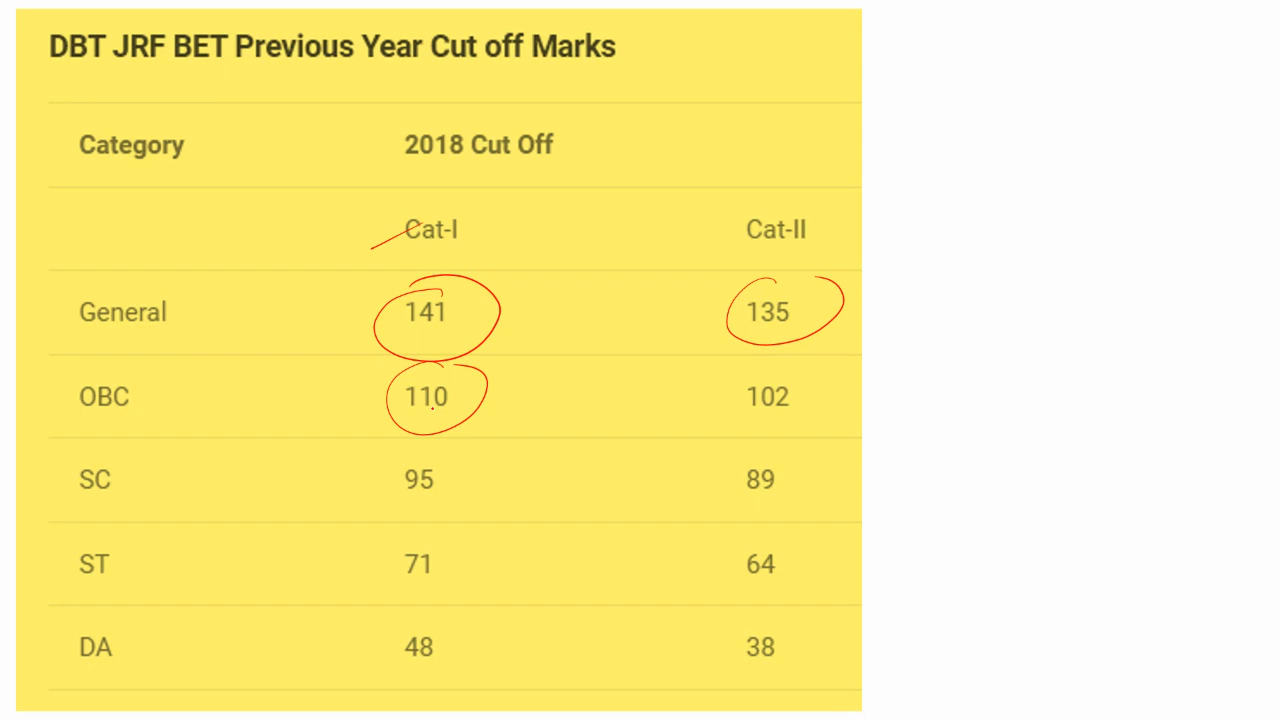 DBT JRF BET Previous Year Cut off Marks
Category 2018 Cut Off
Cat-I Cat-II
General 141 135
OBC 110 102
SC 95 89
ST 71 64
DA 48 38